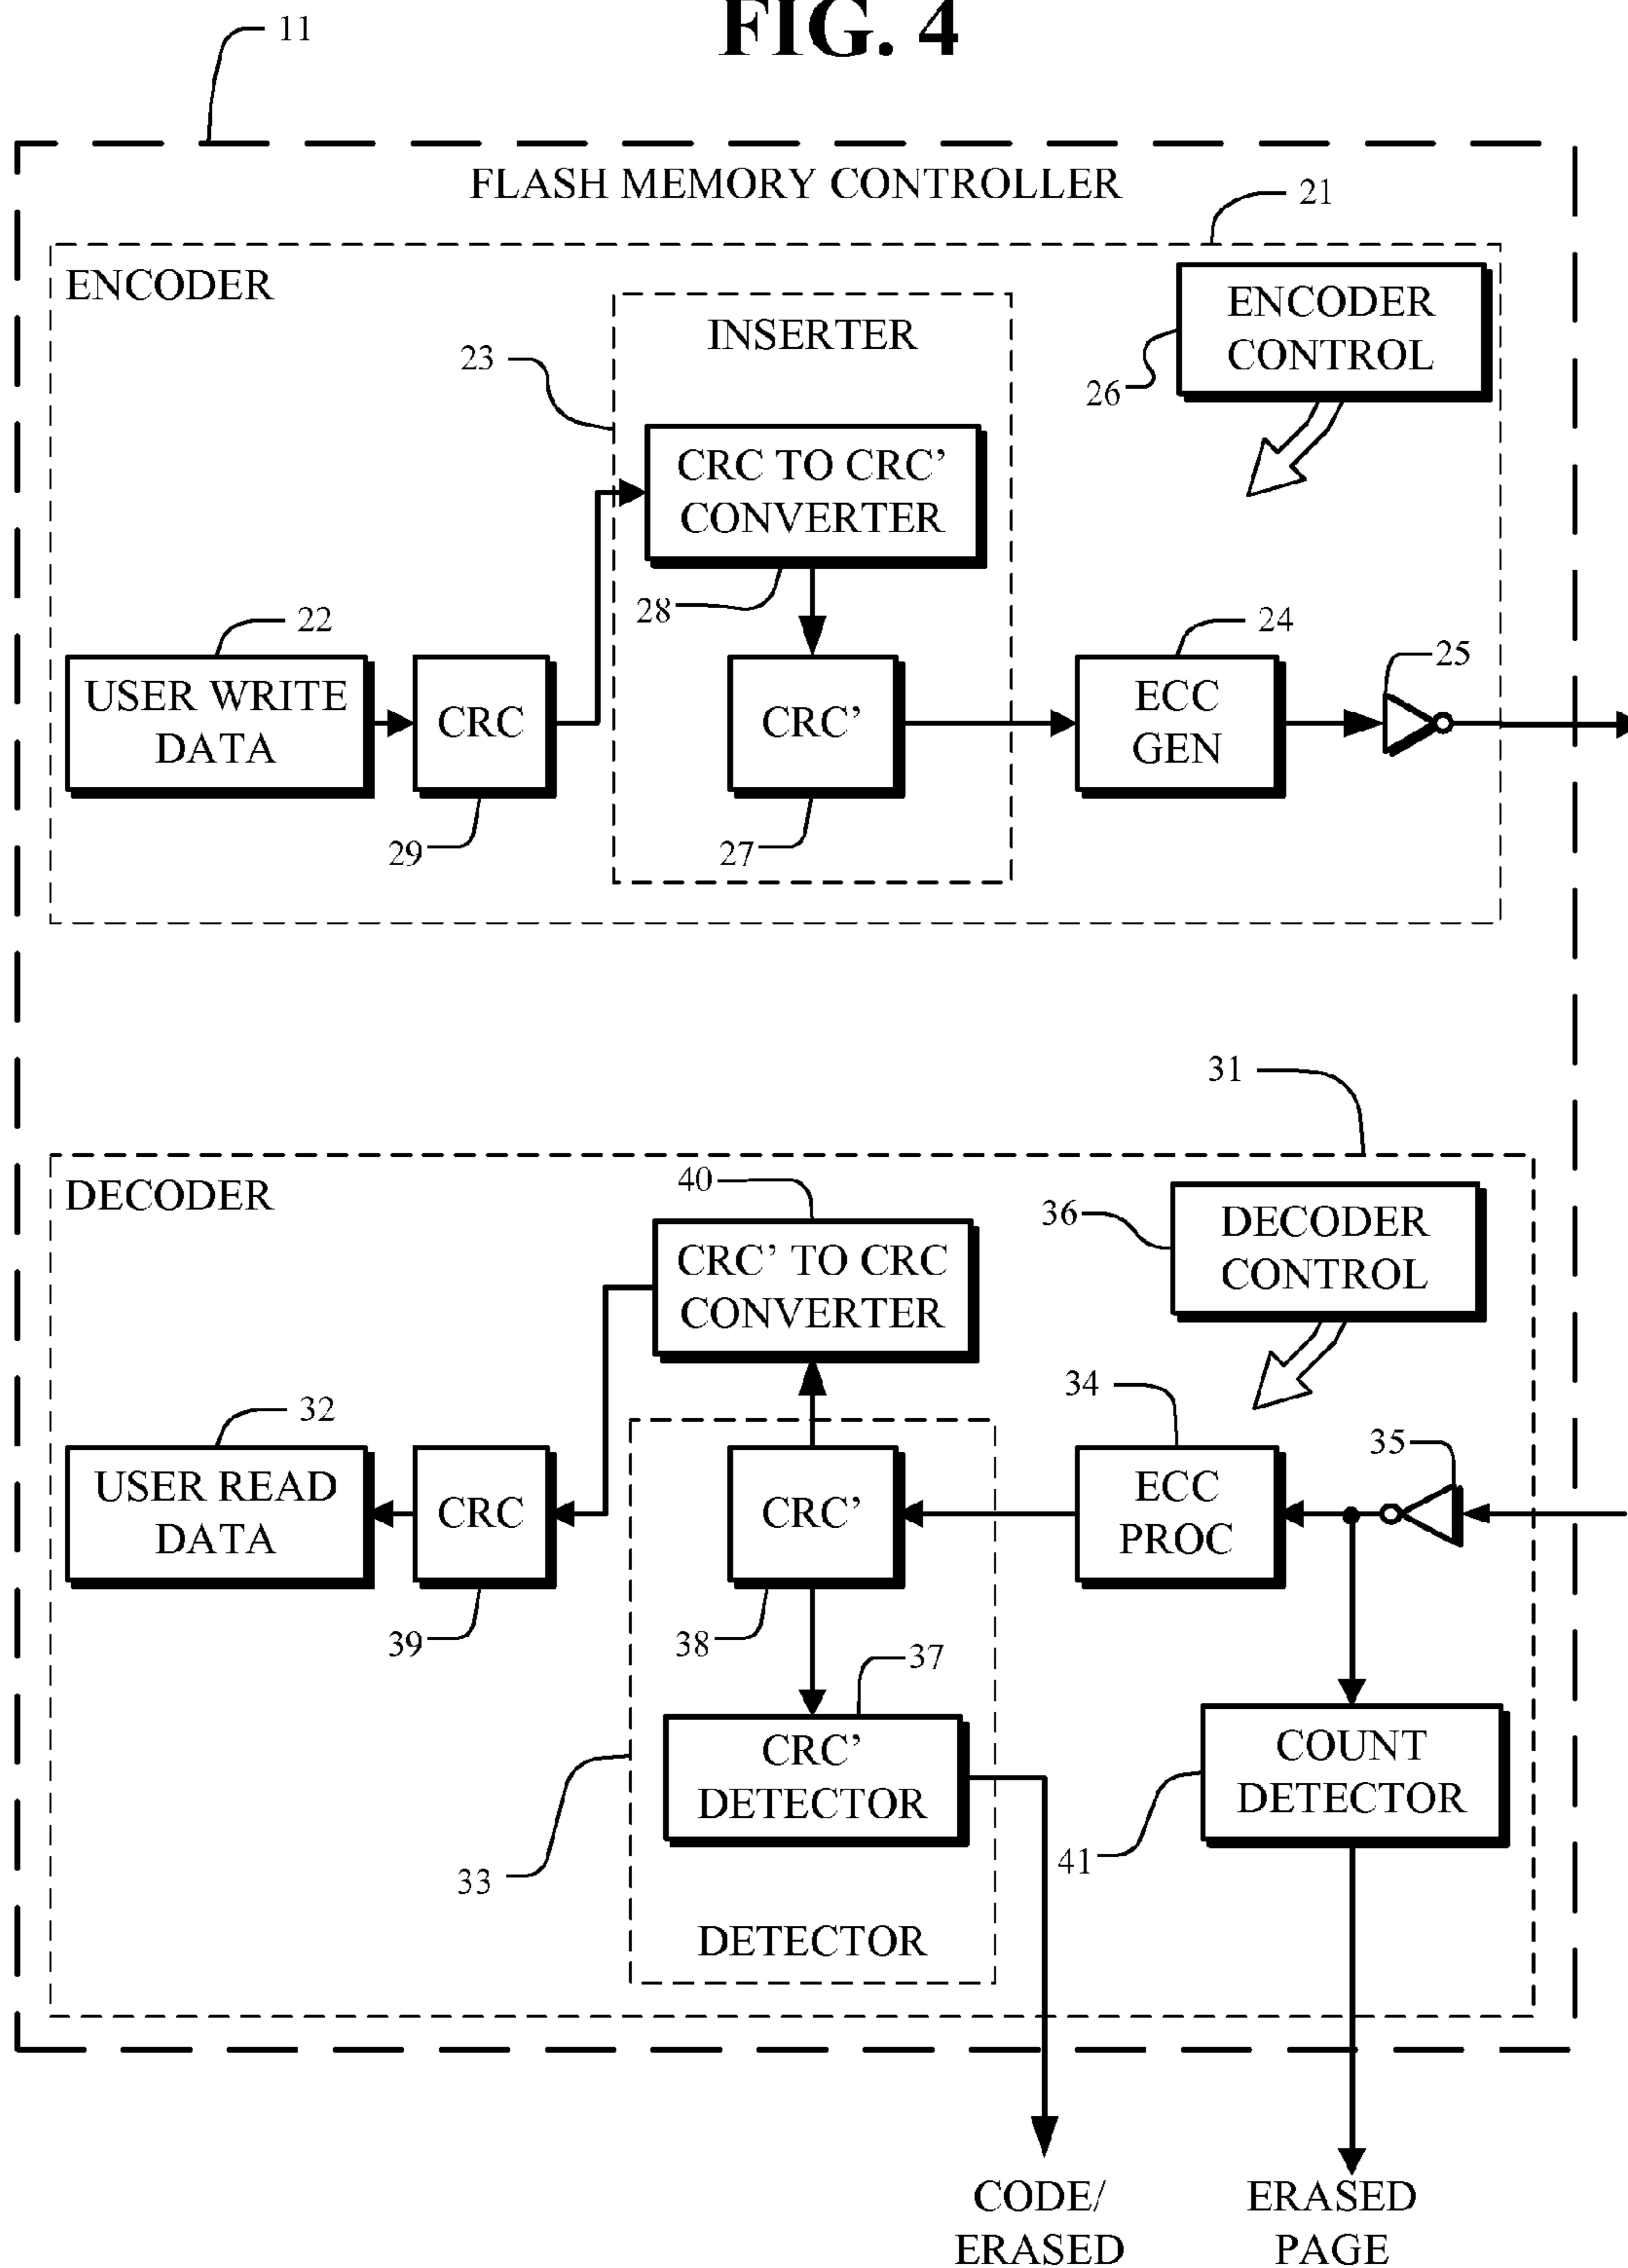 FIG. 4
11
FLASH MEMORY CONTROLLER
21
ENCODER
ENCODER
CONTROL
INSERTER
23
26
CRC TO CRC’
CONVERTER
28
22
24
25
USER WRITE
DATA
CRC
CRC’
ECC
GEN
29
27
31
DECODER
40
36
DECODER
CONTROL
CRC’ TO CRC
CONVERTER
34
32
35
USER READ
DATA
CRC
CRC’
ECC
PROC
39
38
37
CRC’
DETECTOR
COUNT
DETECTOR
33
41
DETECTOR
CODE/
ERASED
ERASED
PAGE